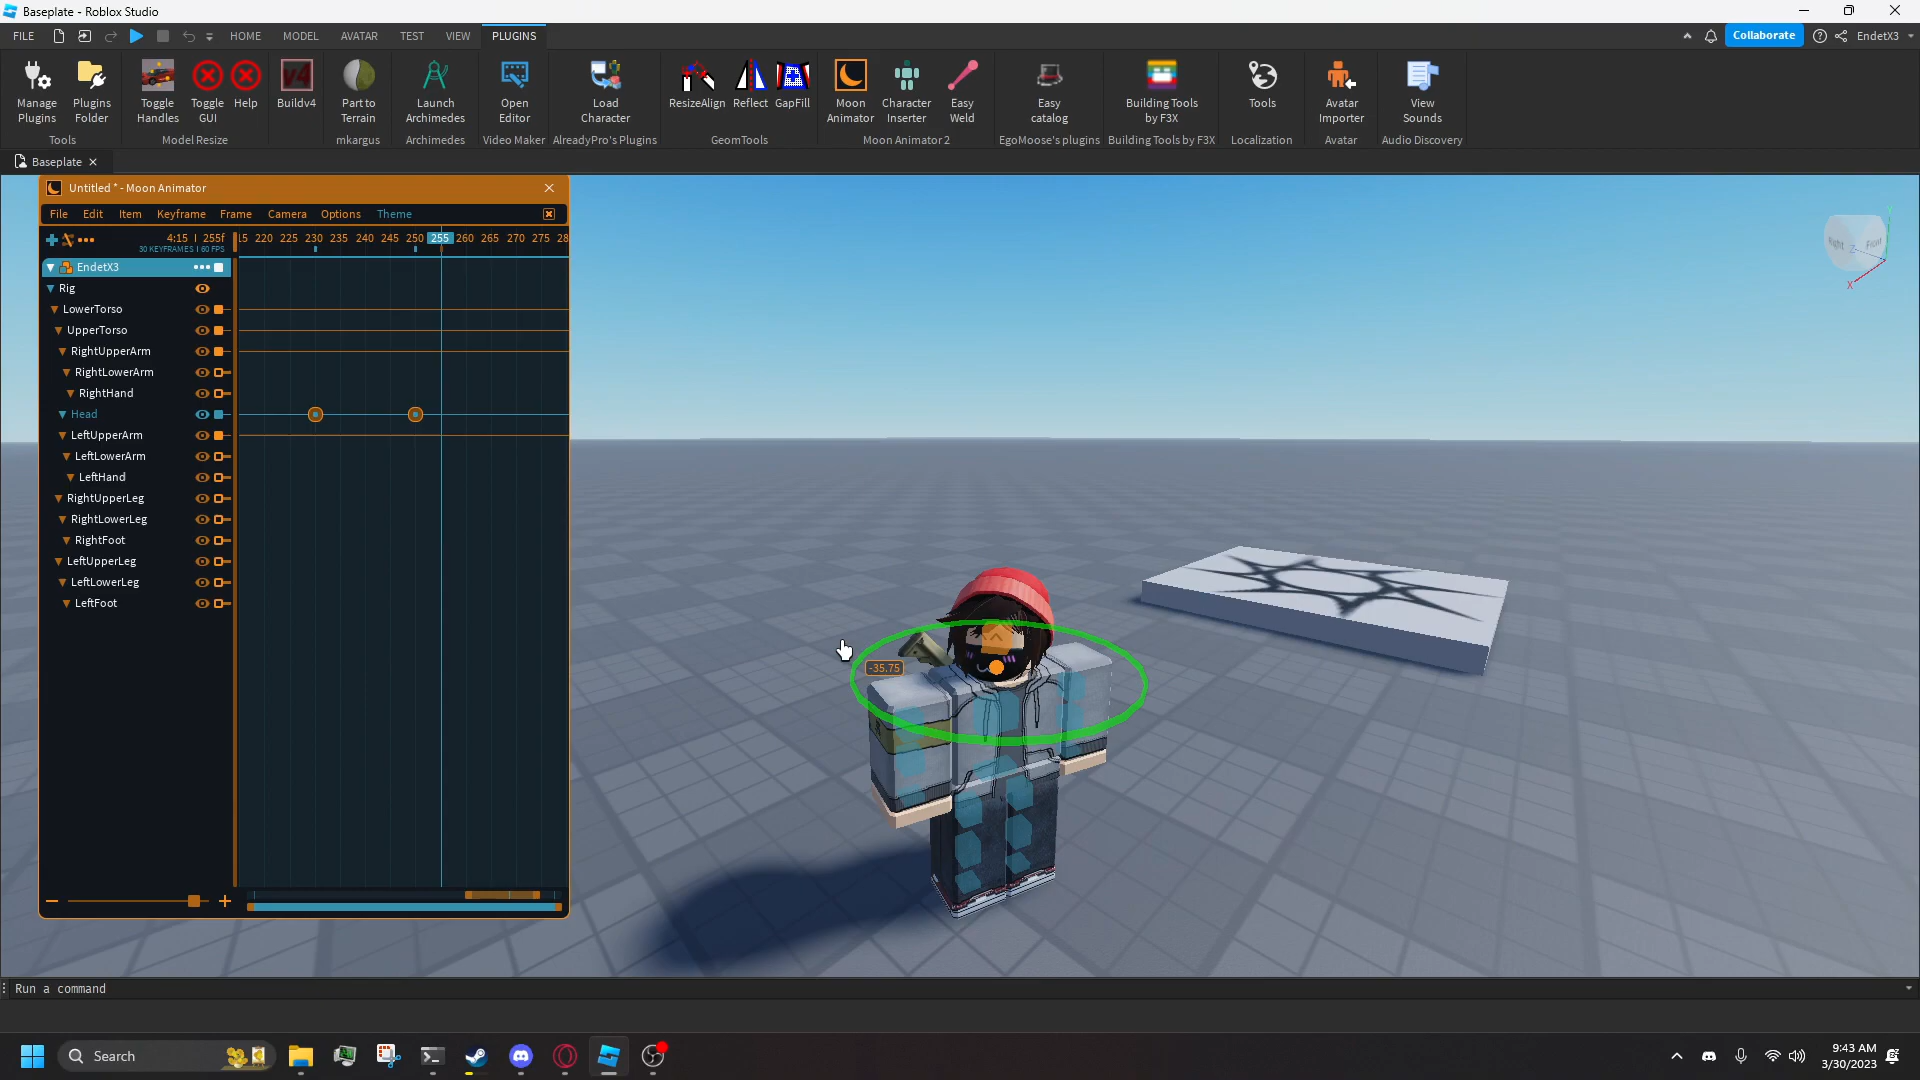 Baseplate - Roblox Studio
FILE HOME MODEL AVATAR TEST VIEW PLUGINS Collaborate EndetX3
Manage Plugins
Plugins Folder
Tools
Toggle Handles
Toggle GUI
Help
Model Resize
v4
Buildv4
Part to Terrain
mkargus
Launch Archimedes
Archimedes
Open Editor
Video Maker
Load Character
AlreadyPro's Plugins
ResizeAlign
Reflect
GapFill
GeomTools
Moon Animator
Character Inserter
Easy Weld
Moon Animator 2
Easy catalog
EgoMoose's plugins
Building Tools by F3X
Building Tools by F3X
Tools
Localization
Avatar Importer
Avatar
View Sounds
Audio Discovery
Baseplate
Untitled * - Moon Animator
File Edit Item Keyframe Frame Camera Options Theme
4:15 | 255f
30 KEYFRAMES | 60 FPS
15 220 225 230 235 240 245 250 255 260 265 270 275 28
EndetX3
Rig
LowerTorso
UpperTorso
RightUpperArm
RightLowerArm
RightHand
Head
LeftUpperArm
LeftLowerArm
LeftHand
RightUpperLeg
RightLowerLeg
RightFoot
LeftUpperLeg
LeftLowerLeg
LeftFoot
-35.75
Right
Front
Z
X
Run a command
Search
9:43 AM
3/30/2023